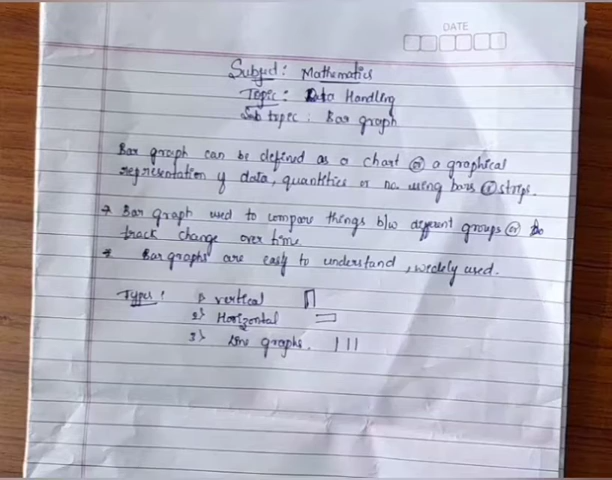 DATE
Subject: Mathematics
Topic: Data Handling
Sub topic: Bar graph
Bar graph can be defined as a chart or a graphical
representation of data, quantities or no. using bars or strips.
* Bar graph used to compare things b/w different groups or to
track change over time.
* Bar graphs are easy to understand, widely used.
Types: 1) vertical
2) Horizontal
3) Line graphs.